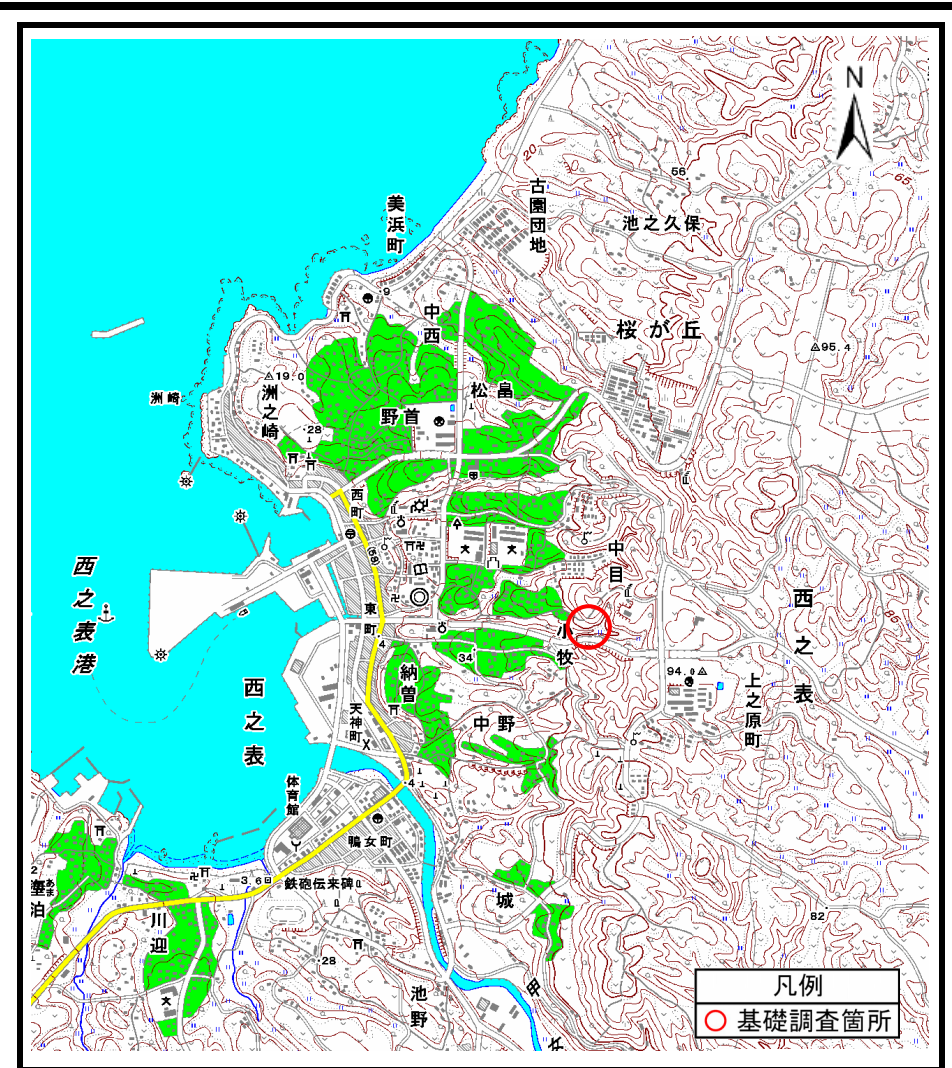 N
20
56
65
古園団地
池之久保
美浜町
9
中西
桜が丘
95.4
19.0
松畠
洲崎
洲之崎
野首
28
西町
(58)
中目
西之表港
東町
小牧
西之表
4
34
85
納曽
94.0
上之原町
西之表
天神町
中野
体育館
4
鴨女町
2
3.6
鉄砲伝来碑
城
あま
泊
川迎
82
28
池野
凡例
基礎調査箇所